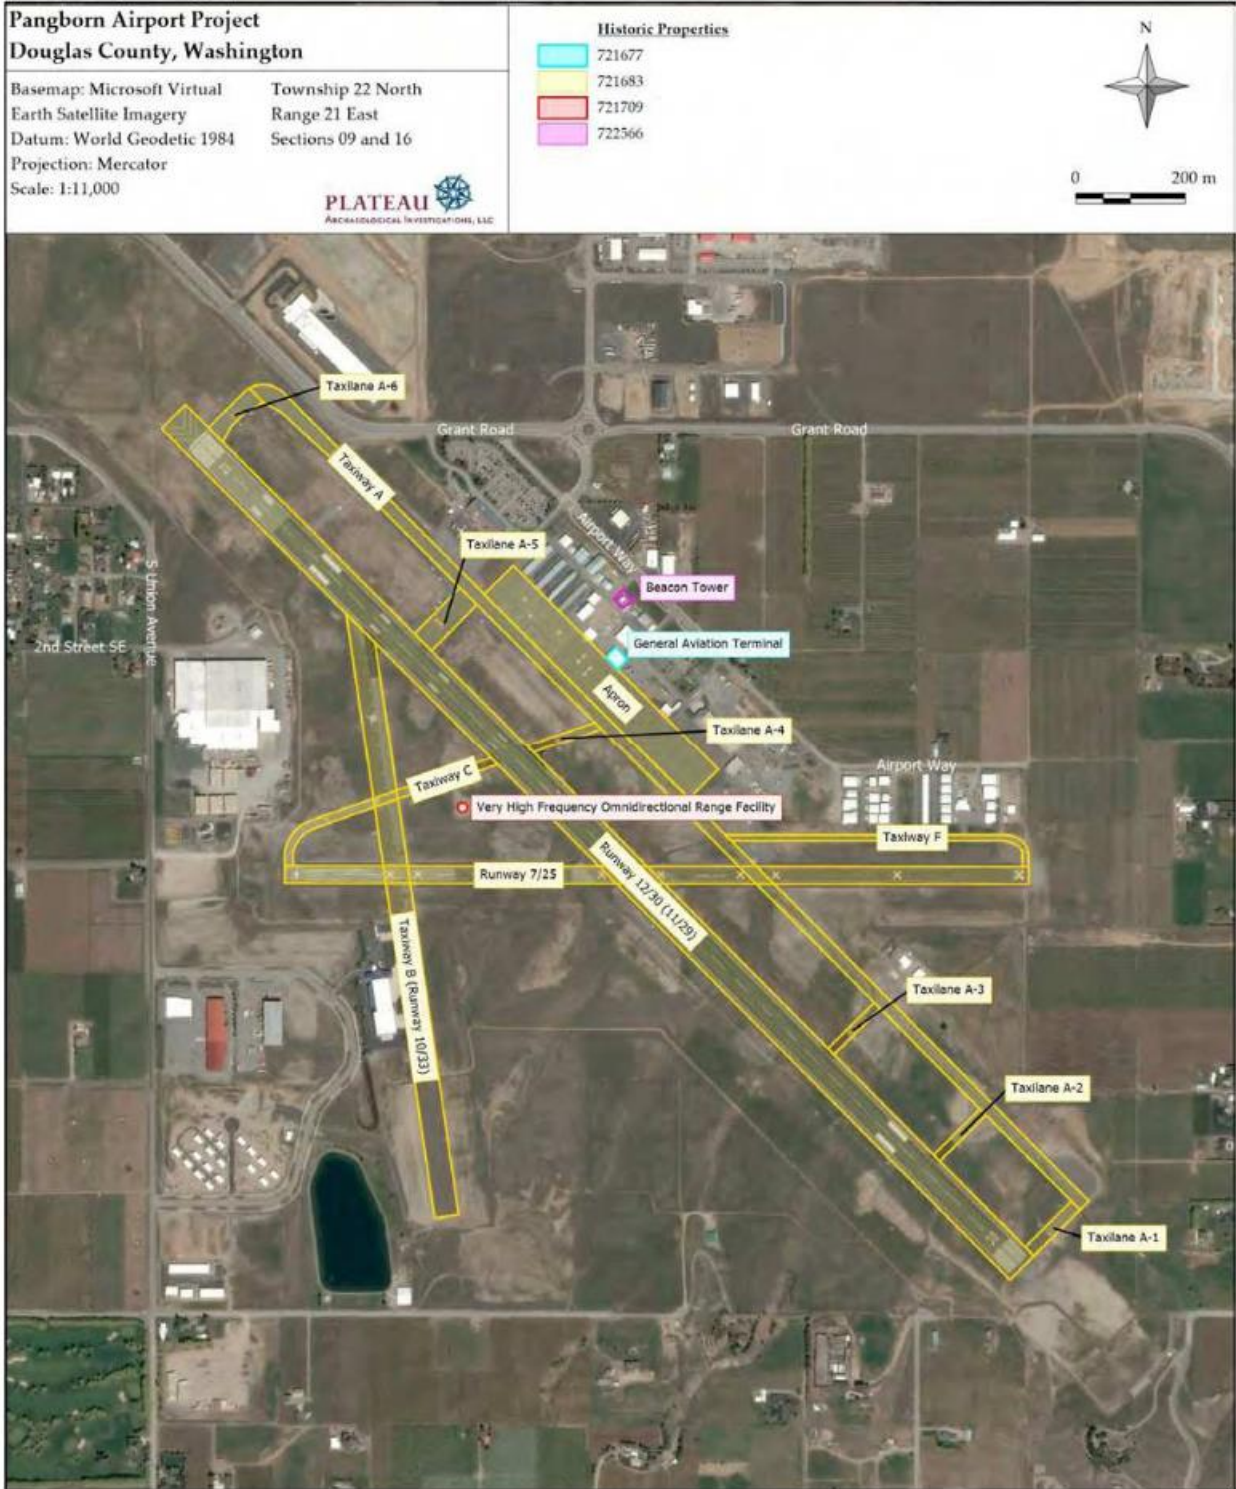 Pangborn Airport Project
Douglas County, Washington
Basemap: Microsoft Virtual
Earth Satellite Imagery
Datum: World Geodetic 1984
Projection: Mercator
Scale: 1:11,000
Township 22 North
Range 21 East
Sections 09 and 16
PLATEAU
ARCHAEOLOGICAL INVESTIGATIONS, LLC
Historic Properties
721677
721683
721709
722566
N
0 200 m
Taxilane A-6
Grant Road
Grant Road
Taxiway A
Airport Way
Taxilane A-5
S Union Avenue
Beacon Tower
General Aviation Terminal
2nd Street SE
Apron
Taxilane A-4
Airport Way
Taxiway C
Very High Frequency Omnidirectional Range Facility
Taxiway F
Runway 7/25
Runway 12/30 (11/29)
Taxiway B (Runway 10/33)
Taxilane A-3
Taxilane A-2
Taxilane A-1